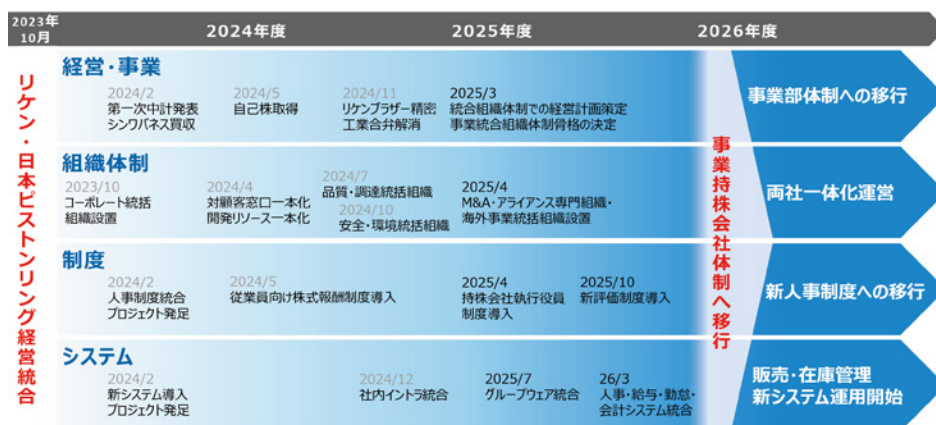 2023年
10月
2024年度
2025年度
2026年度
リケン・日本ピストンリング経営統合
経営・事業
2024/2
第一次中計発表
シンワバネス買収
2024/5
自己株取得
2024/11
リケンブラザー精密
工業合弁解消
2025/3
統合組織体制での経営計画策定
事業統合組織体制骨格の決定
事業部体制への移行
組織体制
2023/10
コーポレート統括
組織設置
2024/4
対顧客窓口一本化
開発リソース一本化
2024/7
品質・調達統括組織
2024/10
安全・環境統括組織
2025/4
M&A・アライアンス専門組織・
海外事業統括組織設置
両社一体化運営
制度
2024/2
人事制度統合
プロジェクト発足
2024/5
従業員向け株式報酬制度導入
2025/4
持株会社執行役員
制度導入
2025/10
新評価制度導入
新人事制度への移行
システム
2024/2
新システム導入
プロジェクト発足
2024/12
社内イントラ統合
2025/7
グループウェア統合
26/3
人事・給与・勤怠・
会計システム統合
販売・在庫管理
新システム運用開始
事業持株会社体制へ移行